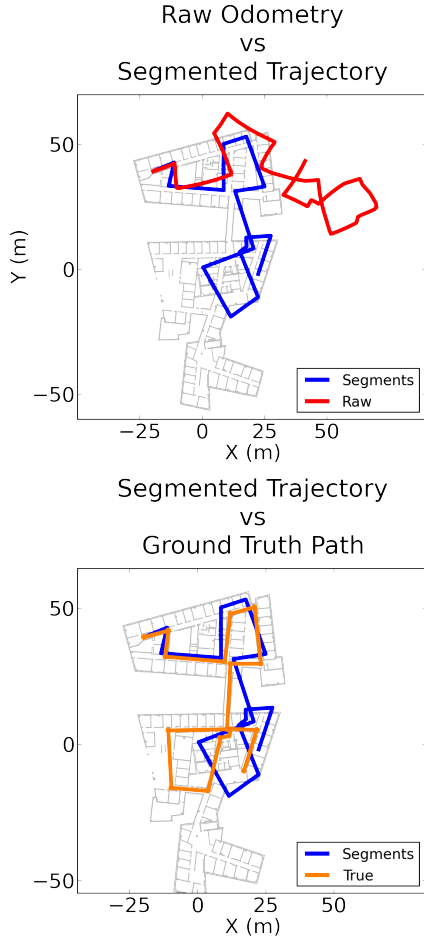 Raw Odometry
vs
Segmented Trajectory
50
0
−50
Y (m)
Segments
Raw
−25 0 25 50
X (m)
Segmented Trajectory
vs
Ground Truth Path
50
0
−50
Segments
True
−25 0 25 50
X (m)